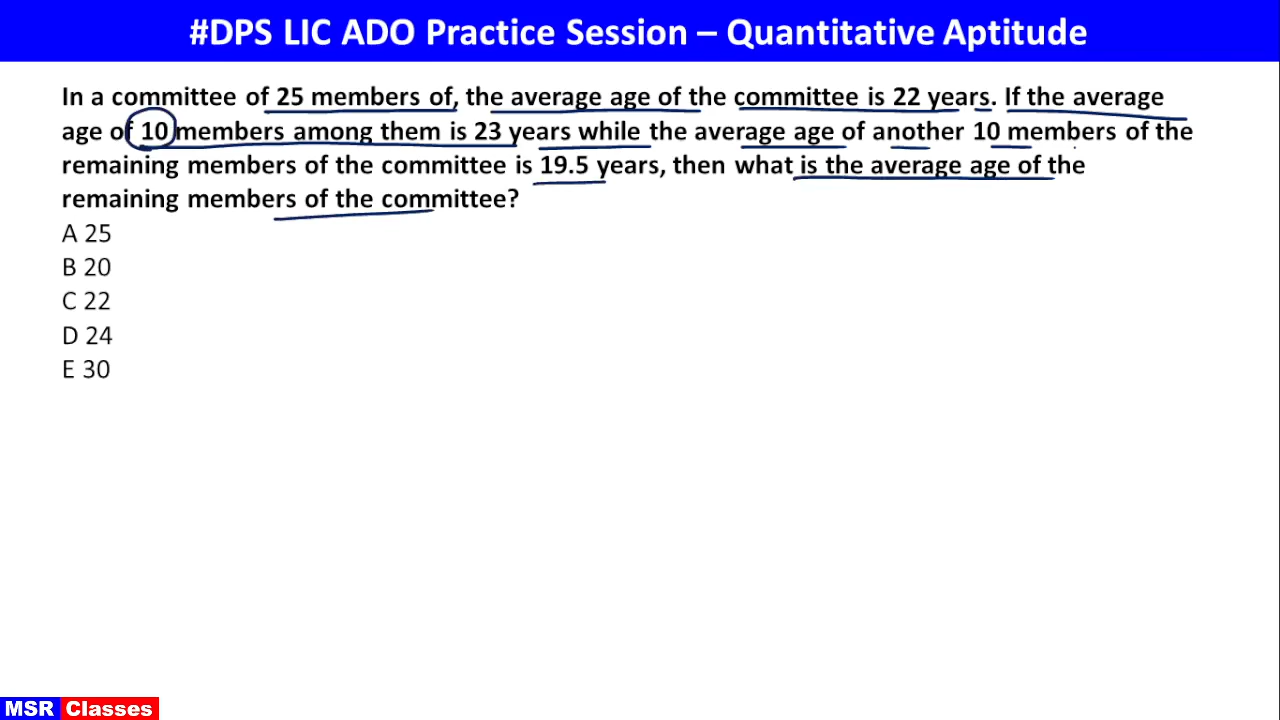 #DPS LIC ADO Practice Session – Quantitative Aptitude
In a committee of 25 members of, the average age of the committee is 22 years. If the average
age of 10 members among them is 23 years while the average age of another 10 members of the
remaining members of the committee is 19.5 years, then what is the average age of the
remaining members of the committee?
A 25
B 20
C 22
D 24
E 30
MSR Classes